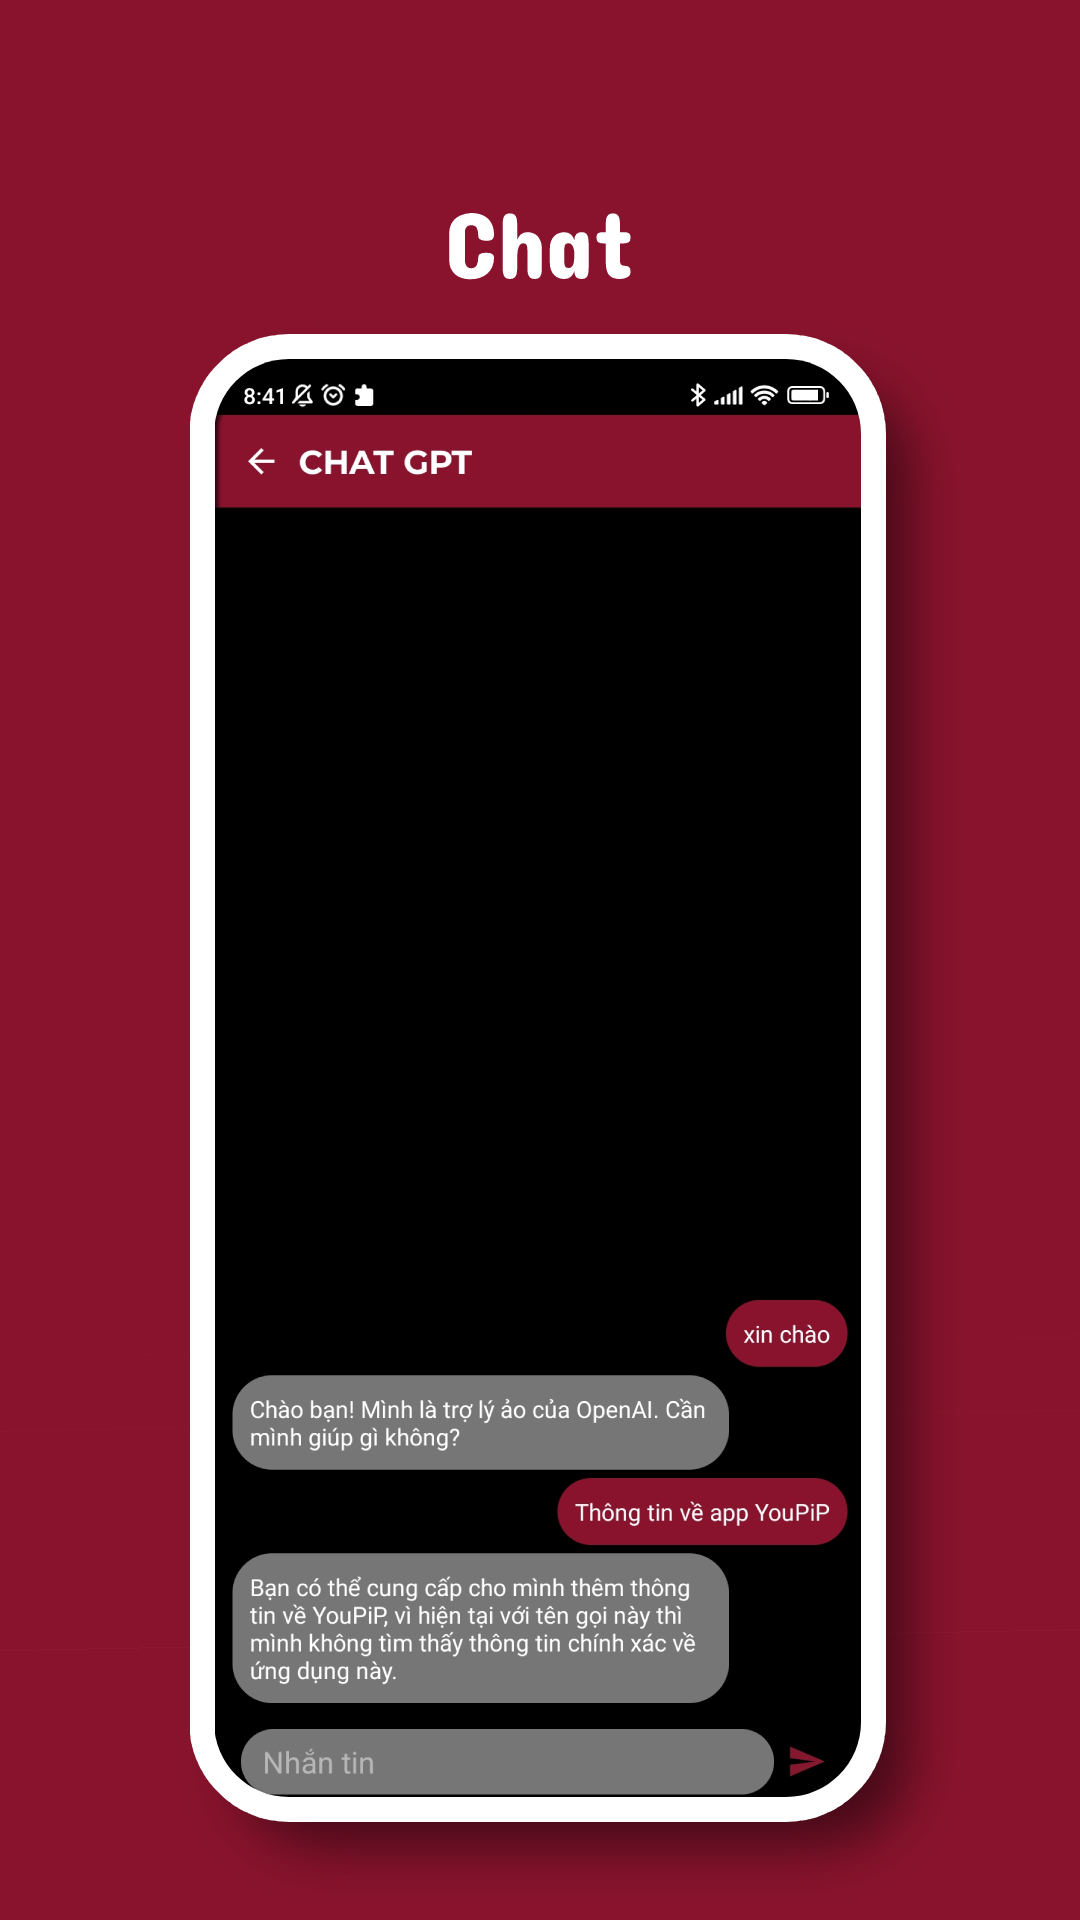 Chat
8:41
CHAT GPT
xin chào
Chào bạn! Mình là trợ lý ảo của OpenAI. Cần
mình giúp gì không?
Thông tin về app YouPiP
Bạn có thể cung cấp cho mình thêm thông
tin về YouPiP, vì hiện tại với tên gọi này thì
mình không tìm thấy thông tin chính xác về
ứng dụng này.
Nhắn tin